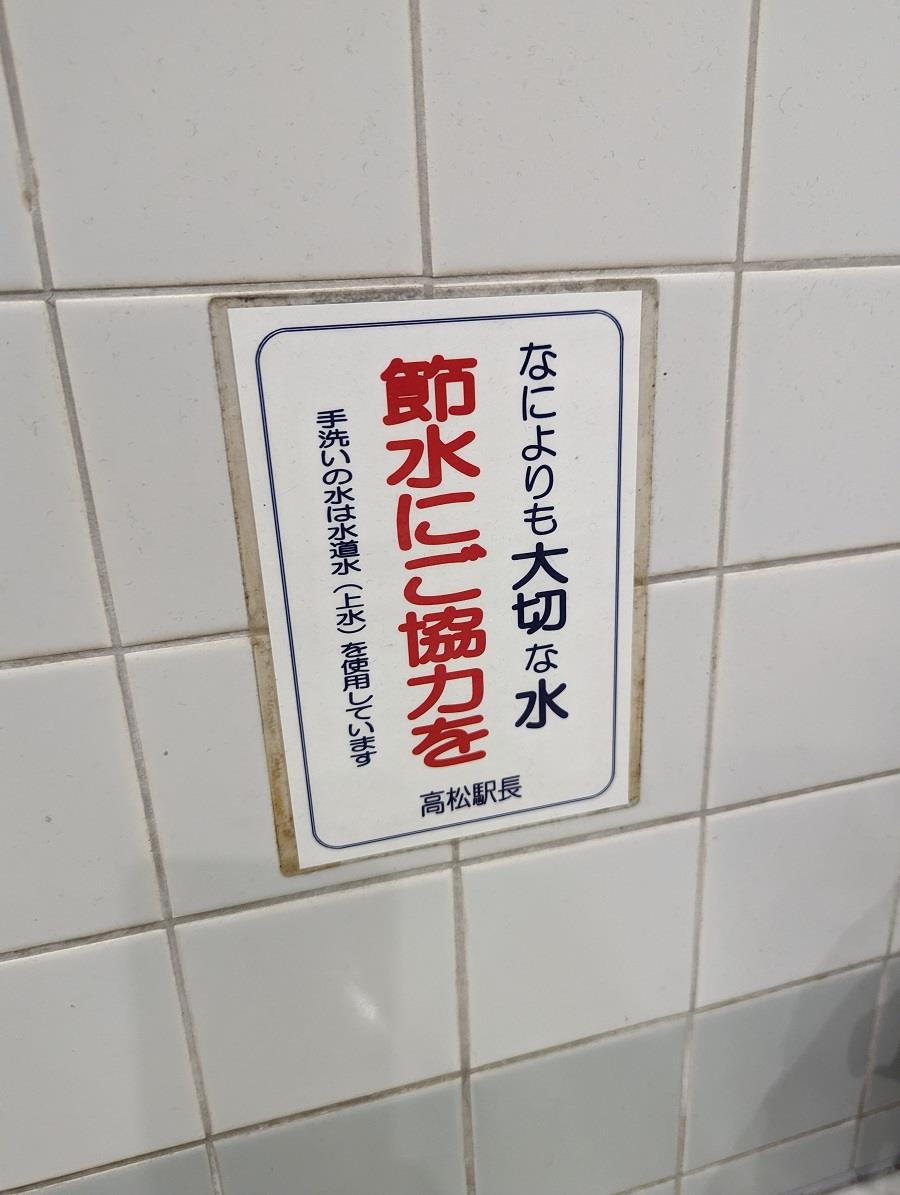 なによりも大切な水
節水にご協力を
手洗いの水は水道水（上水）を使用しています
高松駅長